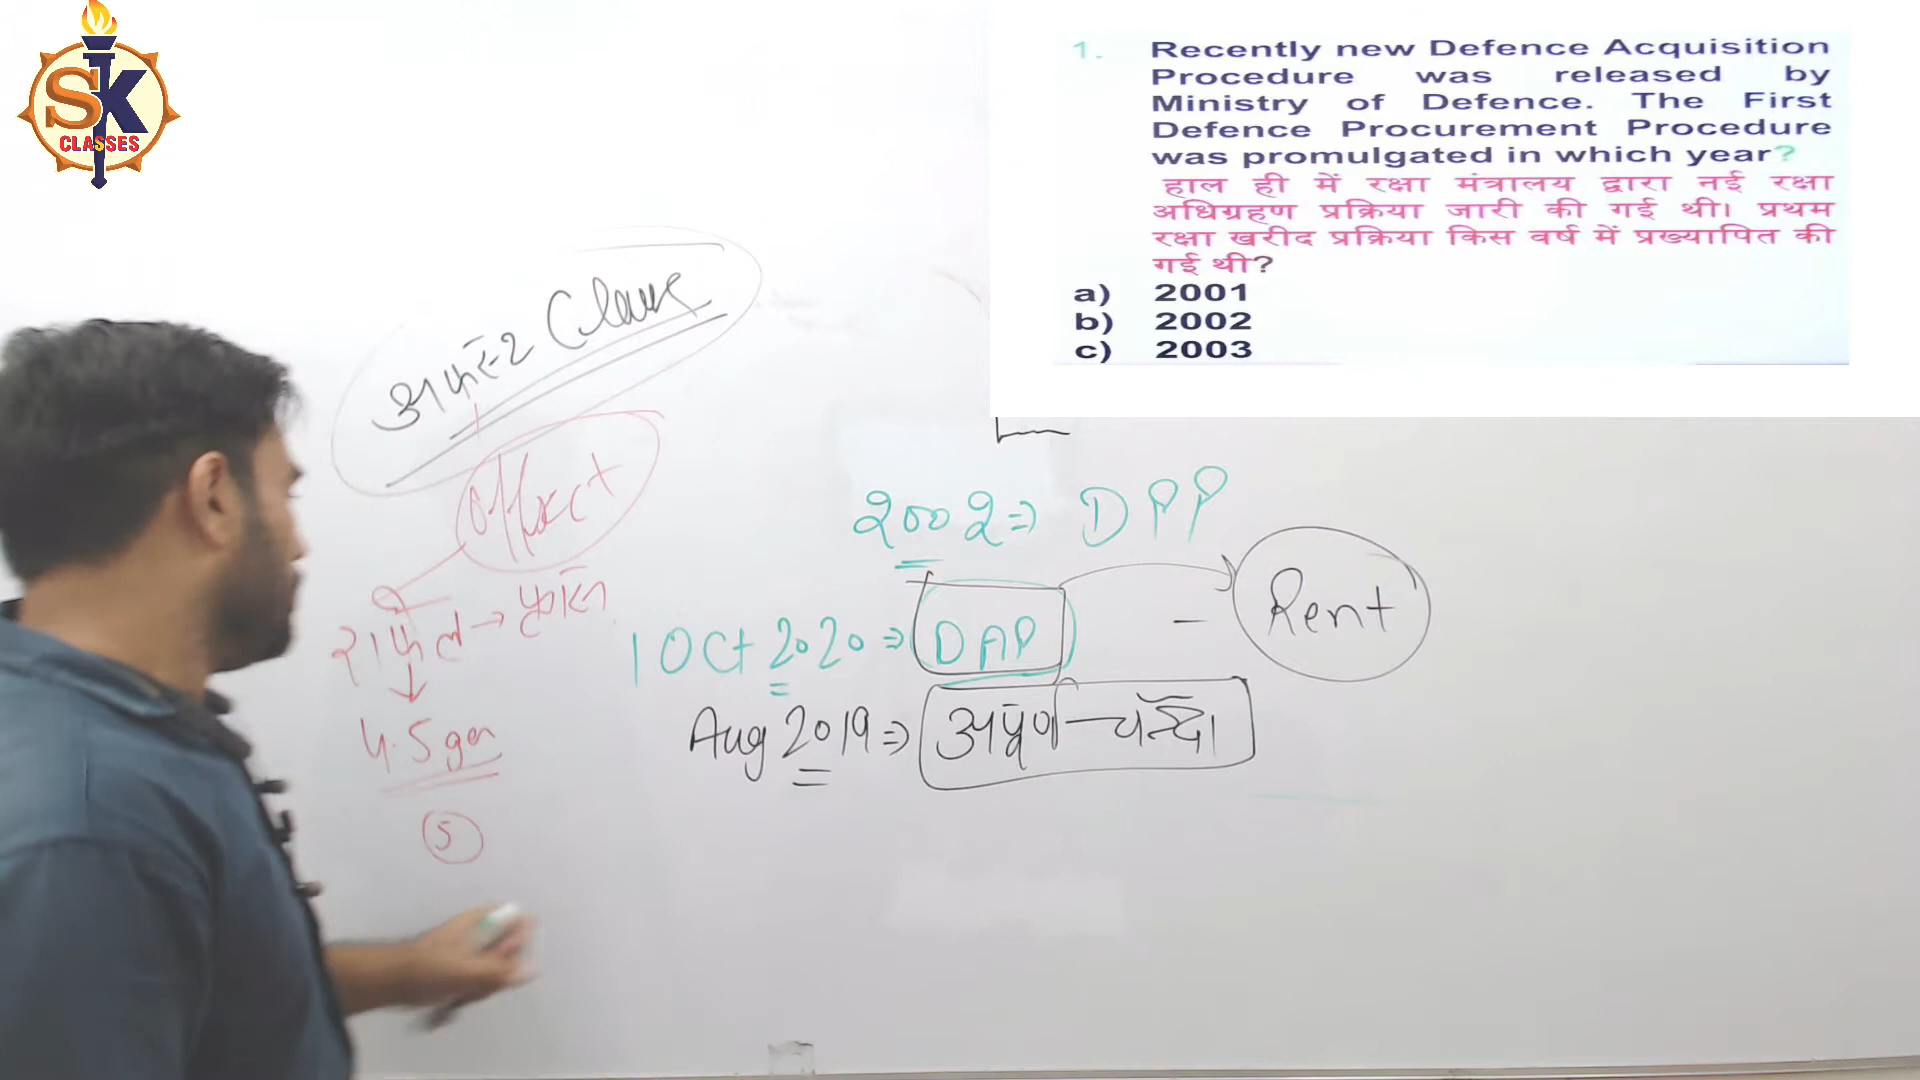 SK
CLASSES
1. Recently new Defence Acquisition
Procedure was released by
Ministry of Defence. The First
Defence Procurement Procedure
was promulgated in which year?
हाल ही में रक्षा मंत्रालय द्वारा नई रक्षा
अधिग्रहण प्रक्रिया जारी की गई थी। प्रथम
रक्षा खरीद प्रक्रिया किस वर्ष में प्रख्यापित की
गई थी?
a) 2001
b) 2002
c) 2003
2002 ⇒ DPP
1 Oct 2020 ⇒ DAP - Rent
Aug 2019 ⇒ अपूर्ण चन्द्रा
राफेल → फ्रांस
4.5 gen
5